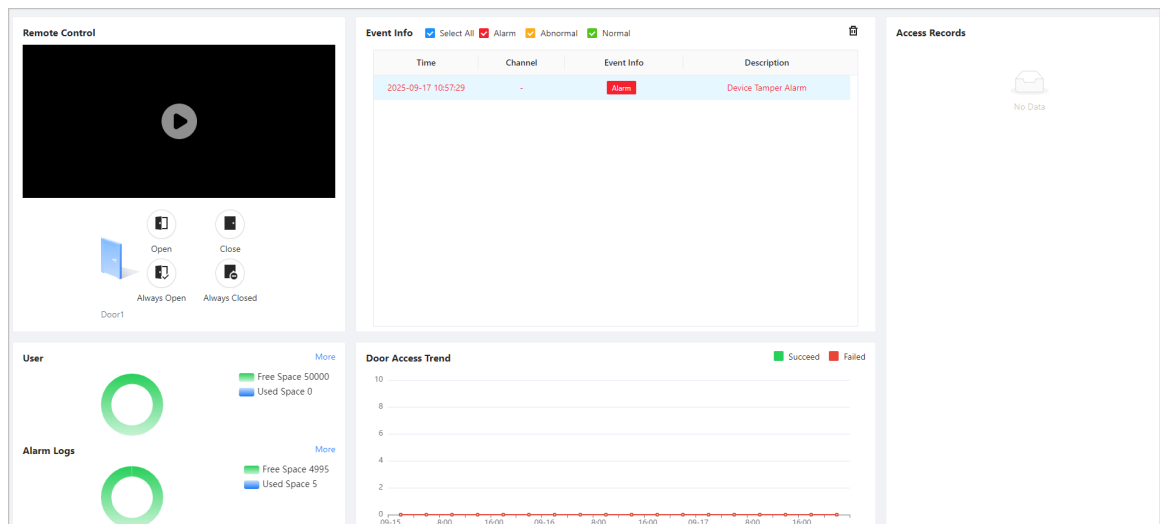 Remote Control
Open
Close
Always Open
Always Closed
Door1
Event Info Select All Alarm Abnormal Normal
Time Channel Event Info Description
2025-09-17 10:57:29 - Alarm Device Tamper Alarm
Access Records
No Data
User More
Free Space 50000
Used Space 0
Alarm Logs More
Free Space 4995
Used Space 5
Door Access Trend Succeed Failed
10
8
6
4
2
0
09-15 8:00 16:00 09-16 8:00 16:00 09-17 8:00 16:00